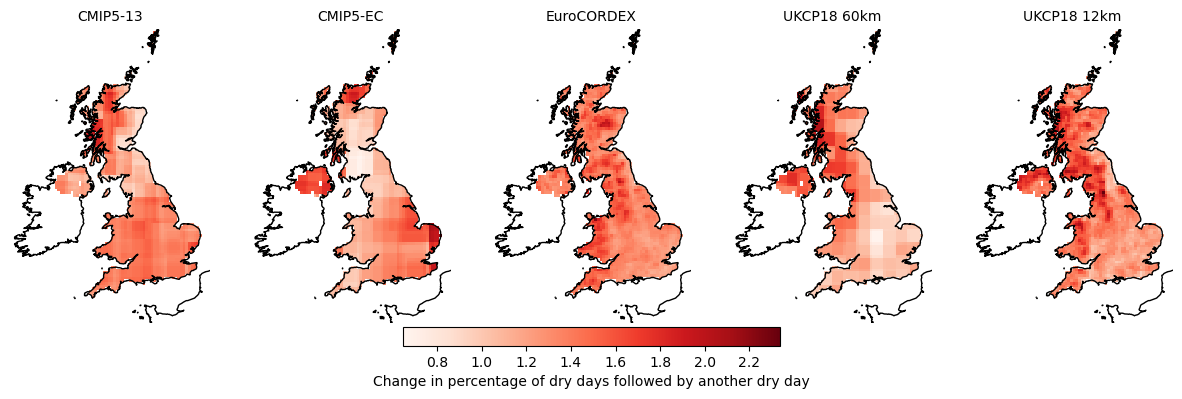 CMIP5-13 CMIP5-EC EuroCORDEX UKCP18 60km UKCP18 12km
0.8 1.0 1.2 1.4 1.6 1.8 2.0 2.2
Change in percentage of dry days followed by another dry day